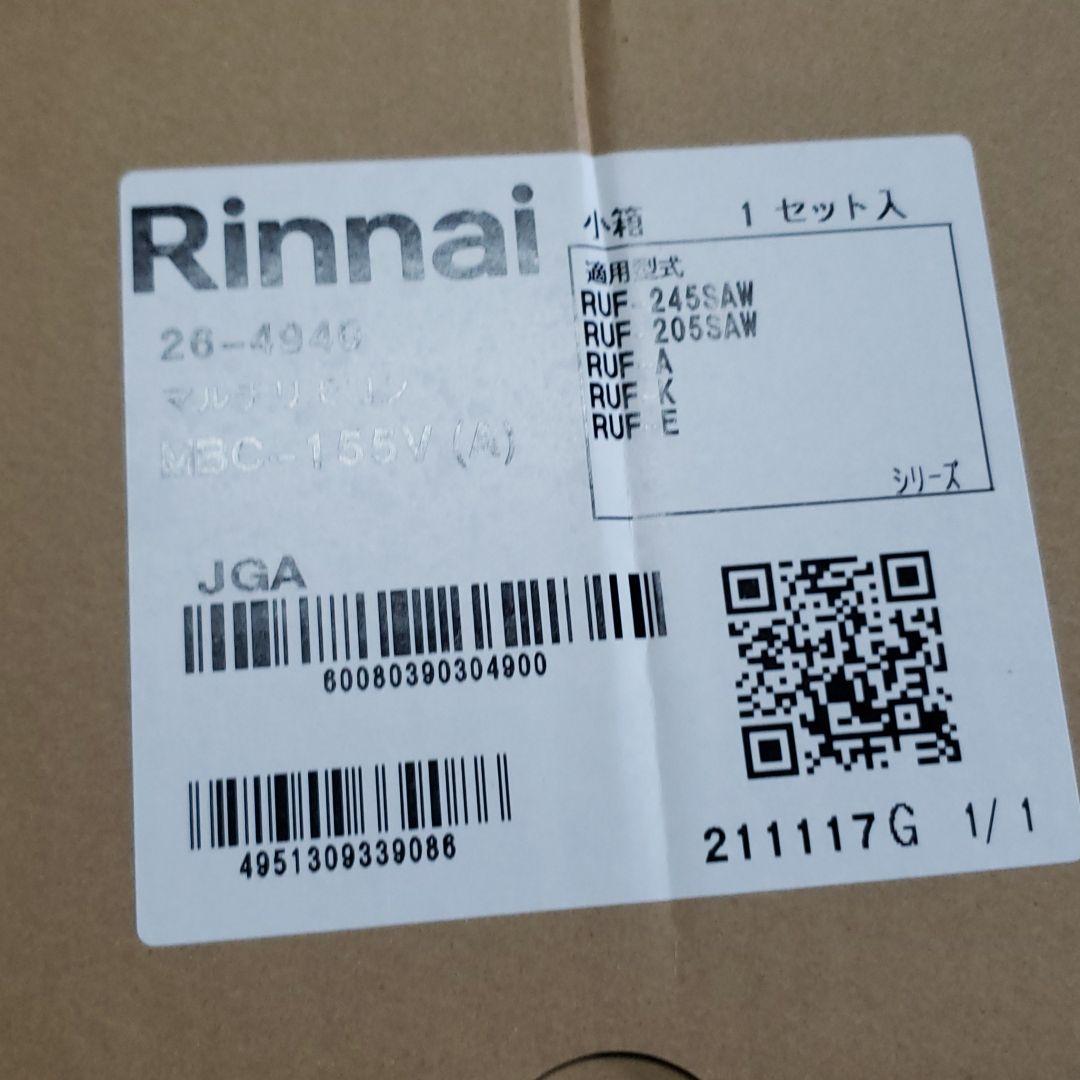 Rinnai
26-4946
マルチリモコン
MBC-155V(A)
小箱 1 セット入
適用型式
RUF-245SAW
RUF-205SAW
RUF-A
RUF-K
RUF-E
シリーズ
JGA
60080390304900
4951309339086
211117G 1/1